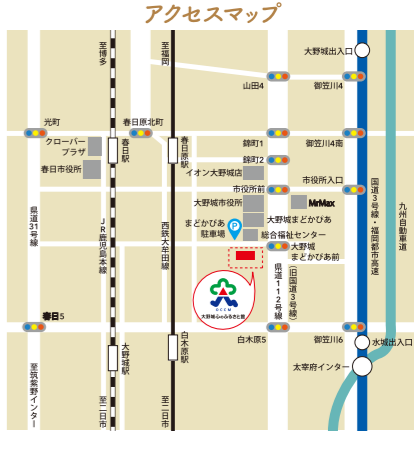 アクセスマップ
至博多
至福岡
大野城出入口
山田4
御笠川4
光町
春日原北町
クローバー
プラザ
春日駅
春日原駅
錦町1
御笠川4南
錦町2
春日市役所
イオン大野城店
市役所入口
市役所前
大野城市役所
MrMax
県道31号線
JR鹿児島本線
西鉄大牟田線
国道3号線・福岡都市高速
九州自動車道
まどかぴあ
駐車場
P
大野城まどかぴあ
総合福祉センター
大野城
まどかぴあ前
県道112号線
(旧国道3号線)
OCCM
大野城心のふるさと館
春日5
白木原駅
白木原5
御笠川6
水城出入口
大野城駅
太宰府インター
至筑紫野インター
至二日市
至二日市